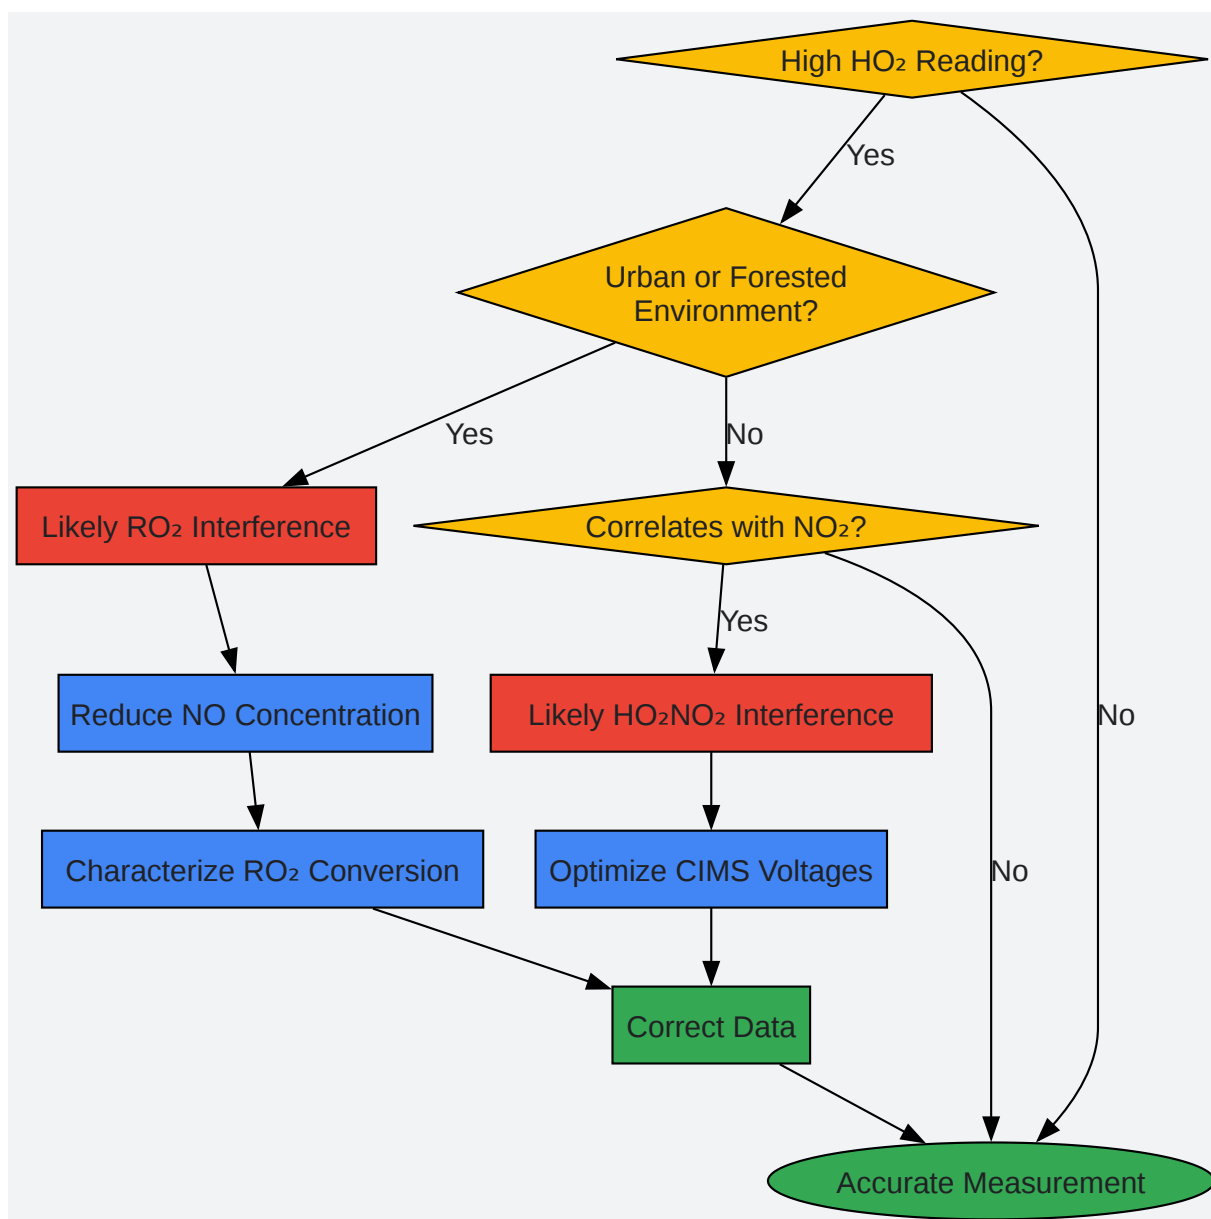 High HO₂ Reading?
Yes
Urban or Forested
Environment?
Yes
No
Likely RO₂ Interference
Correlates with NO₂?
Yes
Reduce NO Concentration
Likely HO₂NO₂ Interference
No
Characterize RO₂ Conversion
Optimize CIMS Voltages
No
Correct Data
Accurate Measurement